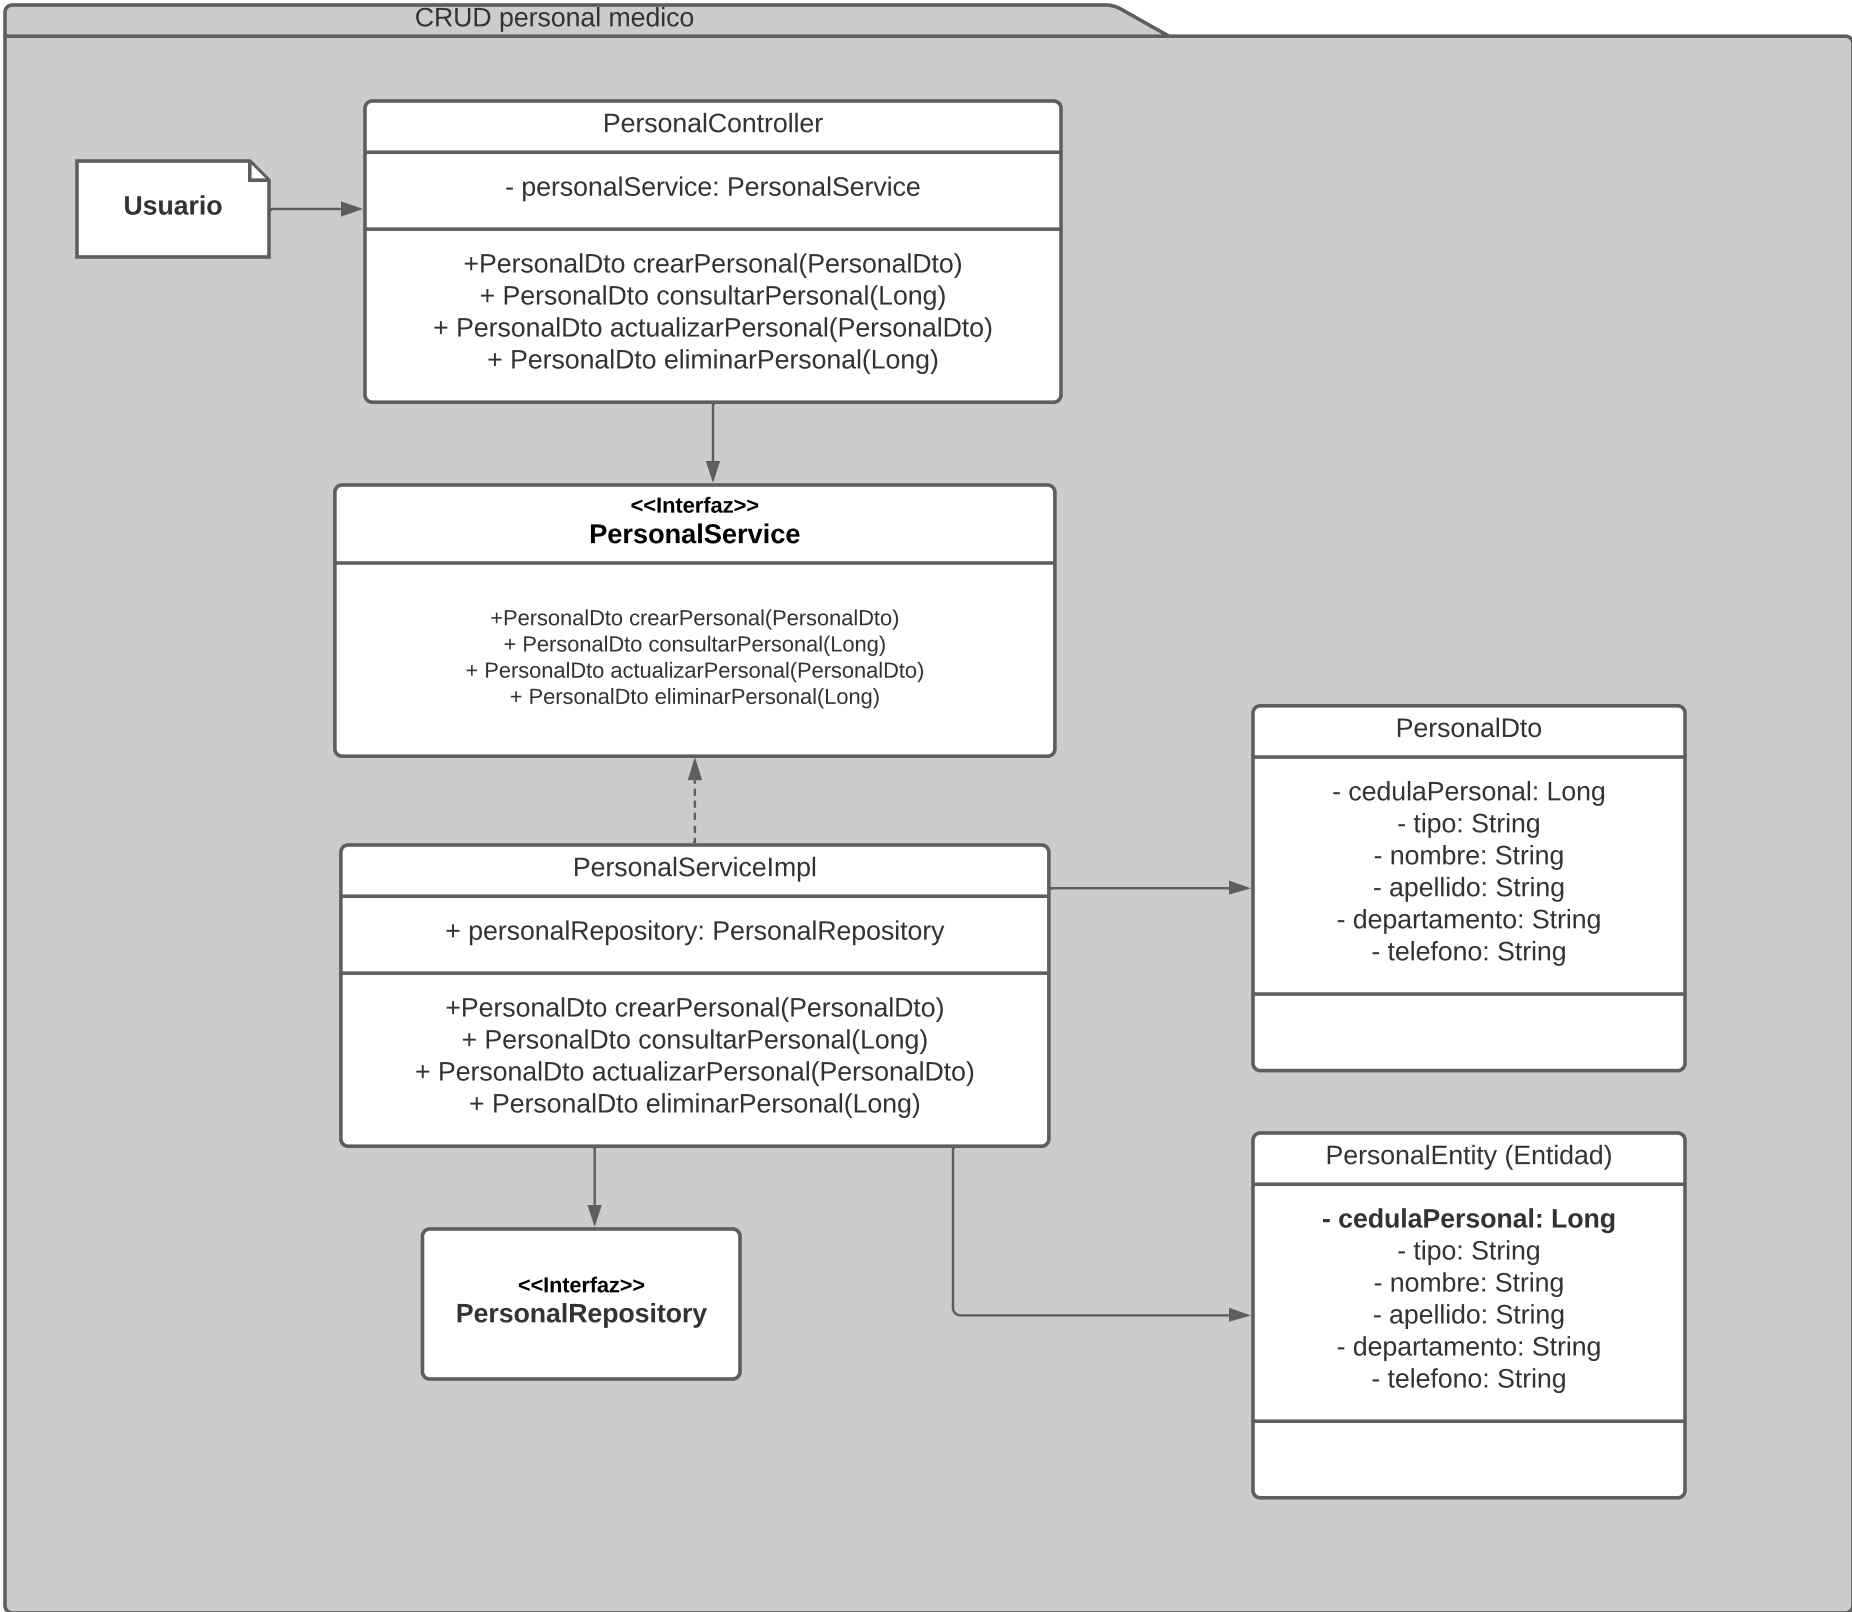 CRUD personal medico
PersonalController
- personalService: PersonalService
+PersonalDto crearPersonal(PersonalDto)
+ PersonalDto consultarPersonal(Long)
+ PersonalDto actualizarPersonal(PersonalDto)
+ PersonalDto eliminarPersonal(Long)
Usuario
<<Interfaz>>
PersonalService
+PersonalDto crearPersonal(PersonalDto)
+ PersonalDto consultarPersonal(Long)
+ PersonalDto actualizarPersonal(PersonalDto)
+ PersonalDto eliminarPersonal(Long)
PersonalServiceImpl
+ personalRepository: PersonalRepository
+PersonalDto crearPersonal(PersonalDto)
+ PersonalDto consultarPersonal(Long)
+ PersonalDto actualizarPersonal(PersonalDto)
+ PersonalDto eliminarPersonal(Long)
PersonalDto
- cedulaPersonal: Long
- tipo: String
- nombre: String
- apellido: String
- departamento: String
- telefono: String
<<Interfaz>>
PersonalRepository
PersonalEntity (Entidad)
- cedulaPersonal: Long
- tipo: String
- nombre: String
- apellido: String
- departamento: String
- telefono: String